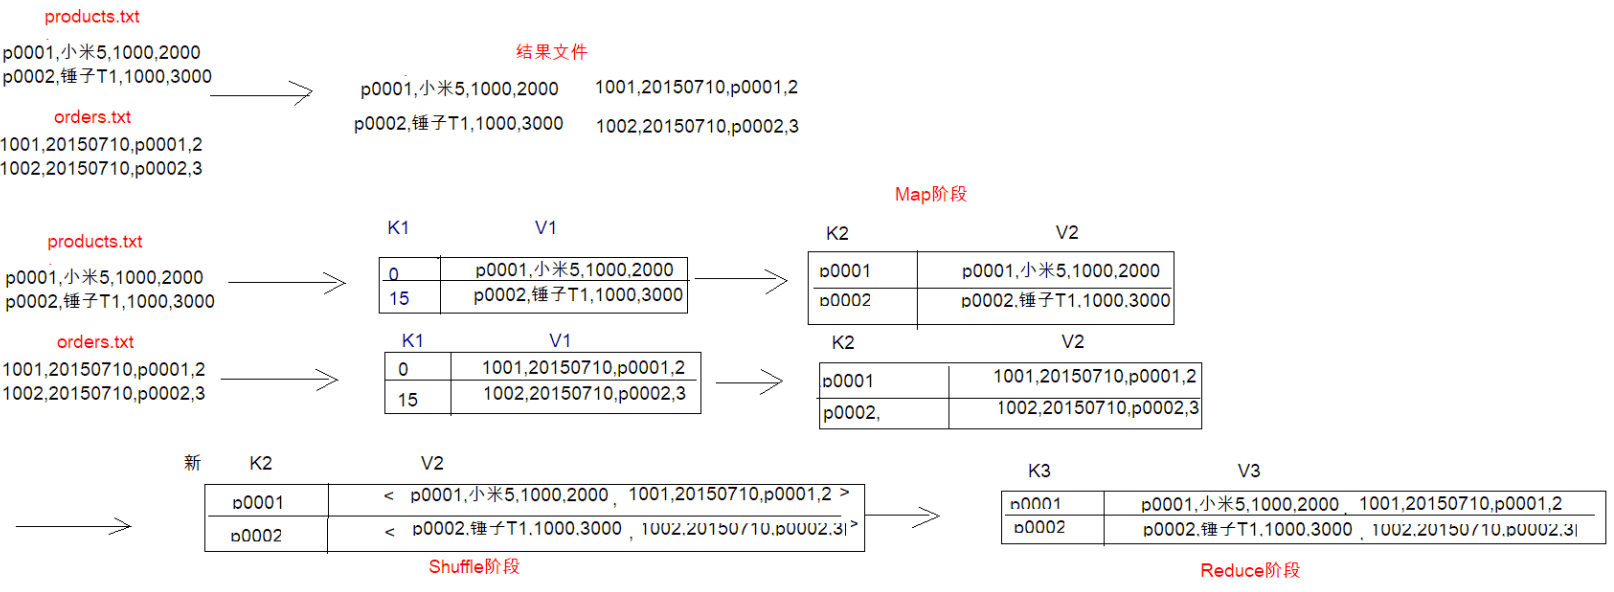 products.txt
p0001,小米5,1000,2000
p0002,锤子T1,1000,3000
orders.txt
1001,20150710,p0001,2
1002,20150710,p0002,3
结果文件
p0001,小米5,1000,2000 1001,20150710,p0001,2
p0002,锤子T1,1000,3000 1002,20150710,p0002,3
Map阶段
products.txt
p0001,小米5,1000,2000
p0002,锤子T1,1000,3000
K1 V1
0 p0001,小米5,1000,2000
15 p0002,锤子T1,1000,3000
K2 V2
p0001 p0001,小米5,1000,2000
p0002 p0002,锤子T1,1000,3000
orders.txt
1001,20150710,p0001,2
1002,20150710,p0002,3
K1 V1
0 1001,20150710,p0001,2
15 1002,20150710,p0002,3
K2 V2
p0001 1001,20150710,p0001,2
p0002, 1002,20150710,p0002,3
新 K2 V2
p0001 < p0001,小米5,1000,2000 , 1001,20150710,p0001,2 >
p0002 < p0002,锤子T1,1000,3000 , 1002,20150710,p0002,3 >
Shuffle阶段
K3 V3
p0001 p0001,小米5,1000,2000 , 1001,20150710,p0001,2
p0002 p0002,锤子T1,1000,3000 , 1002,20150710,p0002,3
Reduce阶段